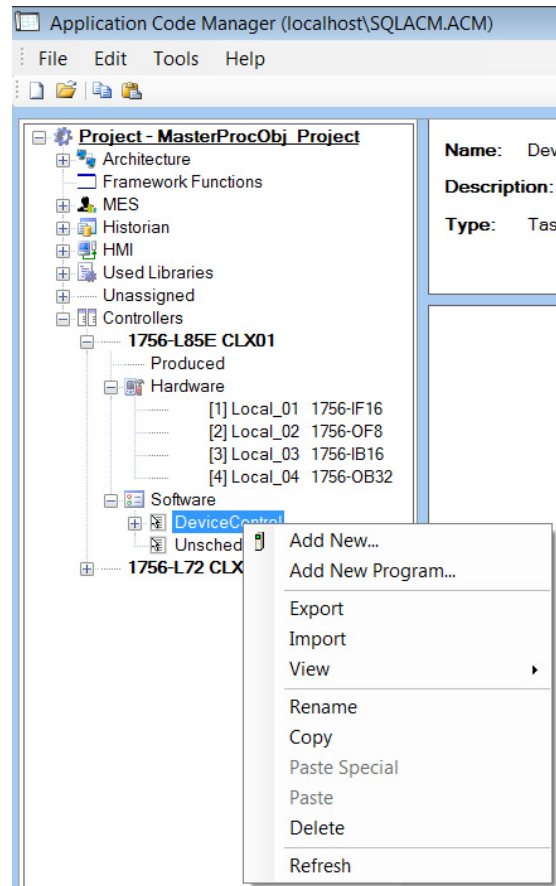 Application Code Manager (localhost\SQLACM.ACM)
File Edit Tools Help
Project - MasterProcObj_Project
Architecture
Framework Functions
MES
Historian
HMI
Used Libraries
Unassigned
Controllers
1756-L85E CLX01
Produced
Hardware
[1] Local_01 1756-IF16
[2] Local_02 1756-OF8
[3] Local_03 1756-IB16
[4] Local_04 1756-OB32
Software
DeviceControl
Unsched
1756-L72 CLX
Name: Dev
Description:
Type: Tas
Add New...
Add New Program...
Export
Import
View
Rename
Copy
Paste Special
Paste
Delete
Refresh